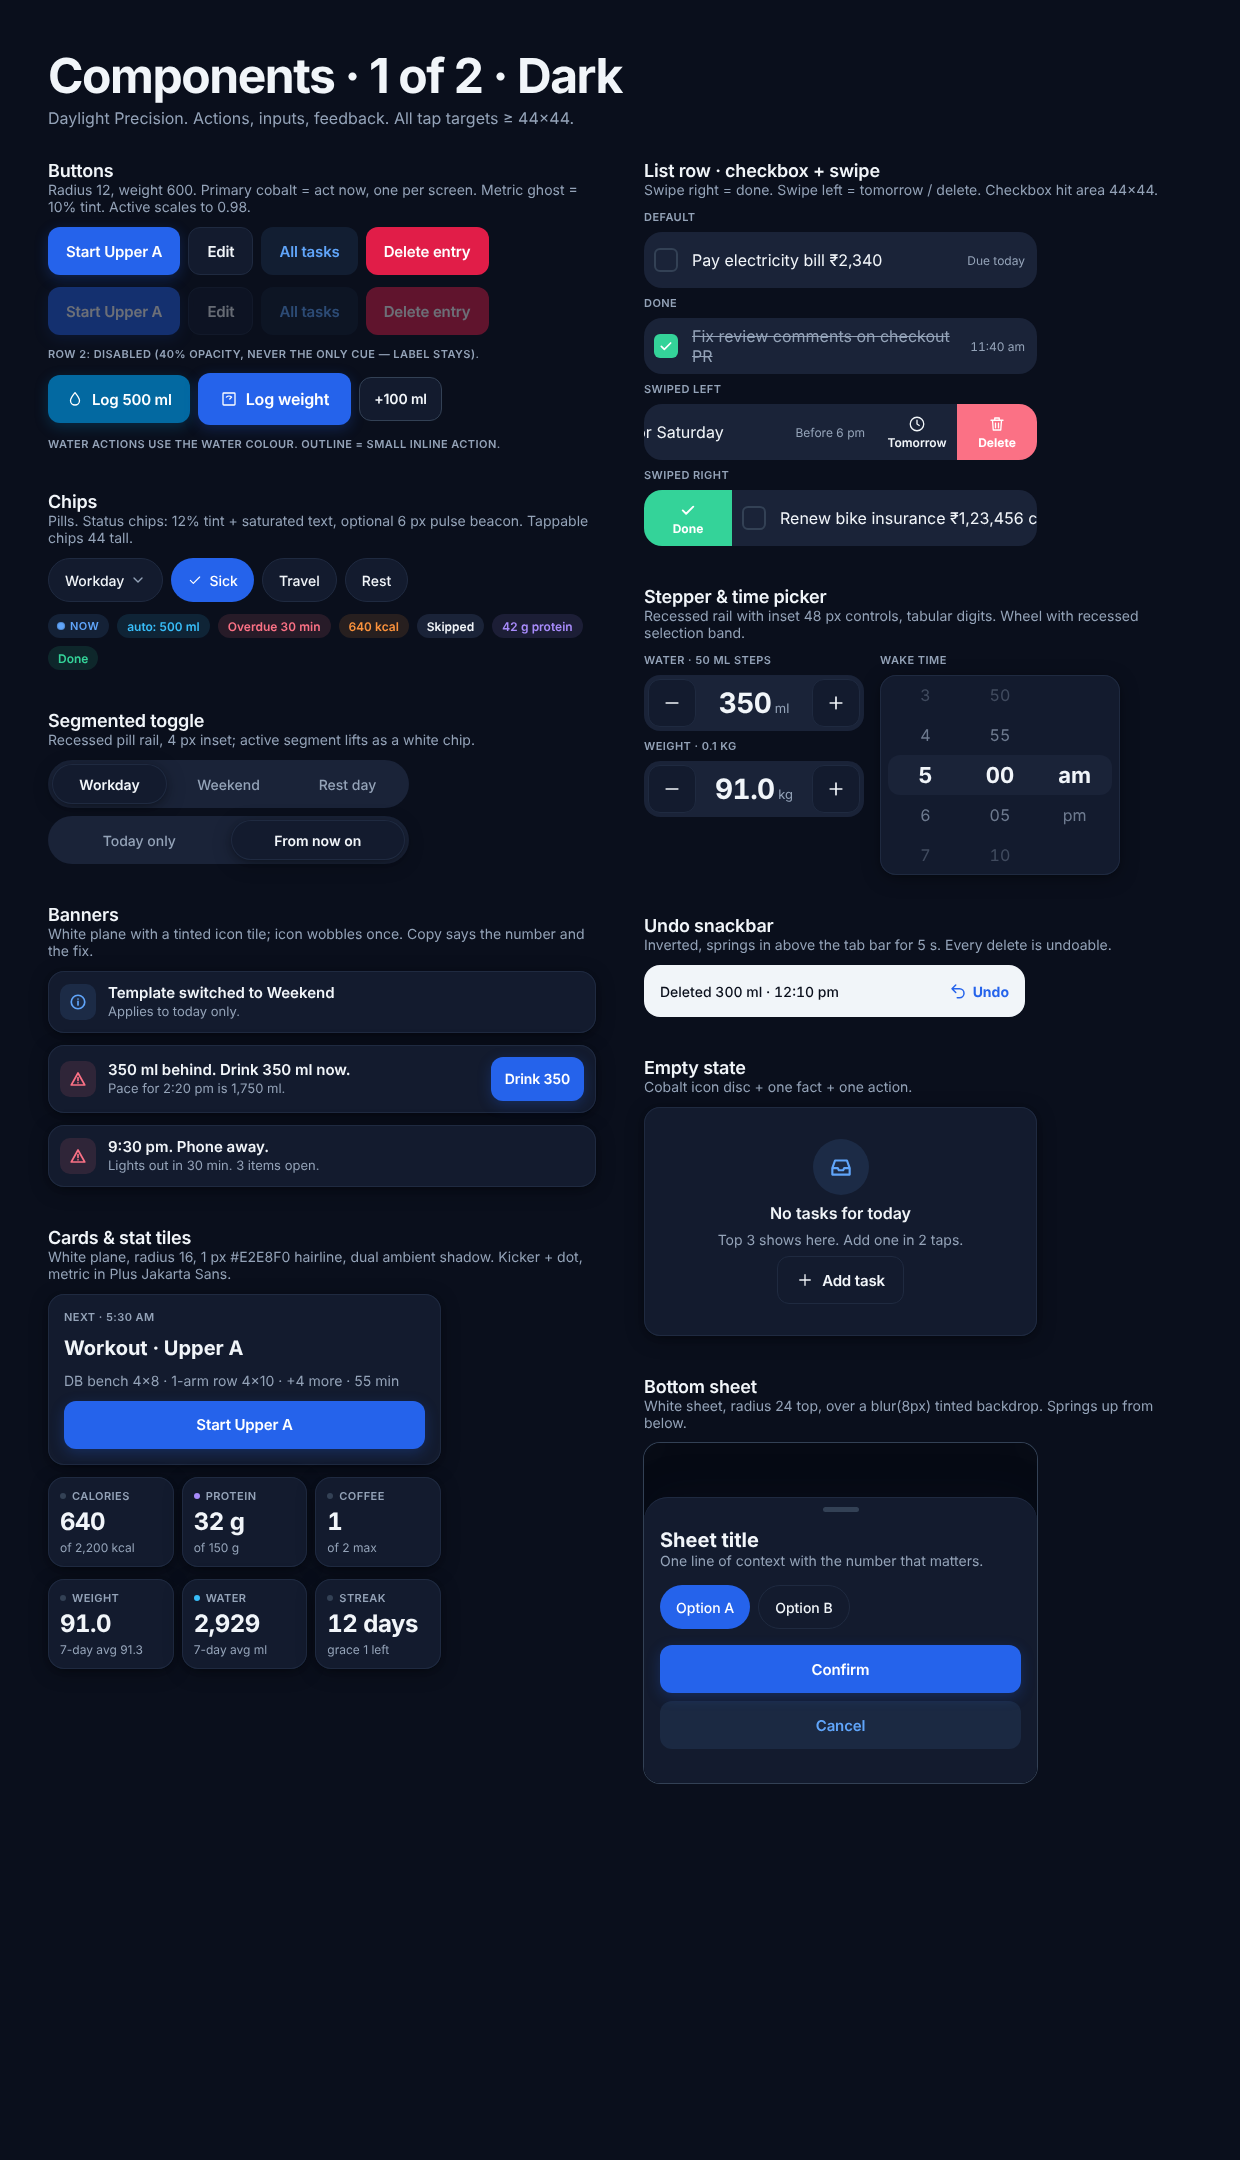 Components · 1 of 2 · Dark
Daylight Precision. Actions, inputs, feedback. All tap targets ≥ 44×44.
Buttons
Radius 12, weight 600. Primary cobalt = act now, one per screen. Metric ghost =
10% tint. Active scales to 0.98.
Start Upper A
Edit
All tasks
Delete entry
Start Upper A
Edit
All tasks
Delete entry
ROW 2: DISABLED (40% OPACITY, NEVER THE ONLY CUE — LABEL STAYS).
Log 500 ml
Log weight
+100 ml
WATER ACTIONS USE THE WATER COLOUR. OUTLINE = SMALL INLINE ACTION.
Chips
Pills. Status chips: 12% tint + saturated text, optional 6 px pulse beacon. Tappable
chips 44 tall.
Workday
Sick
Travel
Rest
NOW
auto: 500 ml
Overdue 30 min
640 kcal
Skipped
42 g protein
Done
Segmented toggle
Recessed pill rail, 4 px inset; active segment lifts as a white chip.
Workday
Weekend
Rest day
Today only
From now on
Banners
White plane with a tinted icon tile; icon wobbles once. Copy says the number and
the fix.
Template switched to Weekend
Applies to today only.
350 ml behind. Drink 350 ml now.
Pace for 2:20 pm is 1,750 ml.
Drink 350
9:30 pm. Phone away.
Lights out in 30 min. 3 items open.
Cards & stat tiles
White plane, radius 16, 1 px #E2E8F0 hairline, dual ambient shadow. Kicker + dot,
metric in Plus Jakarta Sans.
NEXT · 5:30 AM
Workout · Upper A
DB bench 4×8 · 1-arm row 4×10 · +4 more · 55 min
Start Upper A
CALORIES
640
of 2,200 kcal
PROTEIN
32 g
of 150 g
COFFEE
1
of 2 max
WEIGHT
91.0
7-day avg 91.3
WATER
2,929
7-day avg ml
STREAK
12 days
grace 1 left
List row · checkbox + swipe
Swipe right = done. Swipe left = tomorrow / delete. Checkbox hit area 44×44.
DEFAULT
Pay electricity bill ₹2,340
Due today
DONE
Fix review comments on checkout
PR
11:40 am
SWIPED LEFT
or Saturday
Before 6 pm
Tomorrow
Delete
SWIPED RIGHT
Done
Renew bike insurance ₹1,23,456 c
Stepper & time picker
Recessed rail with inset 48 px controls, tabular digits. Wheel with recessed
selection band.
WATER · 50 ML STEPS
− 350 ml +
WEIGHT · 0.1 KG
− 91.0 kg +
WAKE TIME
3 50
4 55
5 00 am
6 05 pm
7 10
Undo snackbar
Inverted, springs in above the tab bar for 5 s. Every delete is undoable.
Deleted 300 ml · 12:10 pm
Undo
Empty state
Cobalt icon disc + one fact + one action.
No tasks for today
Top 3 shows here. Add one in 2 taps.
+ Add task
Bottom sheet
White sheet, radius 24 top, over a blur(8px) tinted backdrop. Springs up from
below.
Sheet title
One line of context with the number that matters.
Option A
Option B
Confirm
Cancel